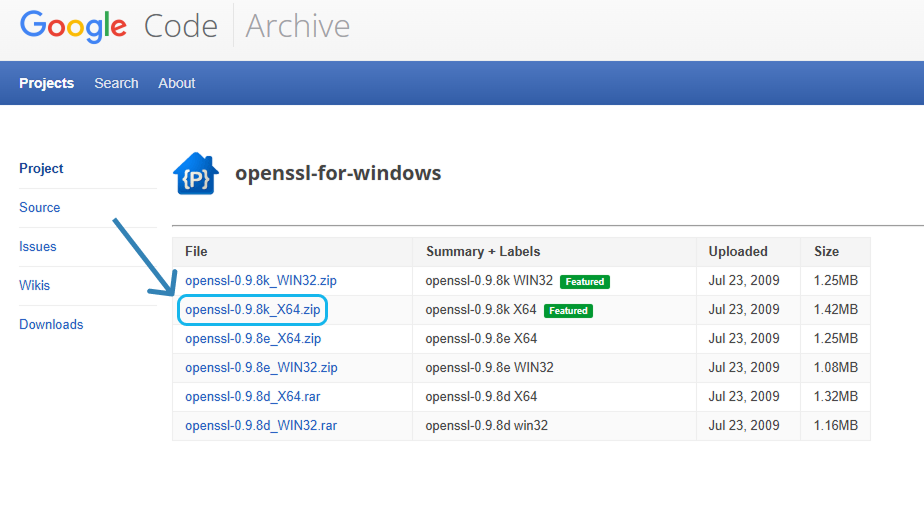 Google Code Archive
Projects Search About
Project
Source
Issues
Wikis
Downloads
{P} openssl-for-windows
File Summary + Labels Uploaded Size
openssl-0.9.8k_WIN32.zip openssl-0.9.8k WIN32 Featured Jul 23, 2009 1.25MB
openssl-0.9.8k_X64.zip openssl-0.9.8k X64 Featured Jul 23, 2009 1.42MB
openssl-0.9.8e_X64.zip openssl-0.9.8e X64 Jul 23, 2009 1.25MB
openssl-0.9.8e_WIN32.zip openssl-0.9.8e WIN32 Jul 23, 2009 1.08MB
openssl-0.9.8d_X64.rar openssl-0.9.8d X64 Jul 23, 2009 1.32MB
openssl-0.9.8d_WIN32.rar openssl-0.9.8d win32 Jul 23, 2009 1.16MB